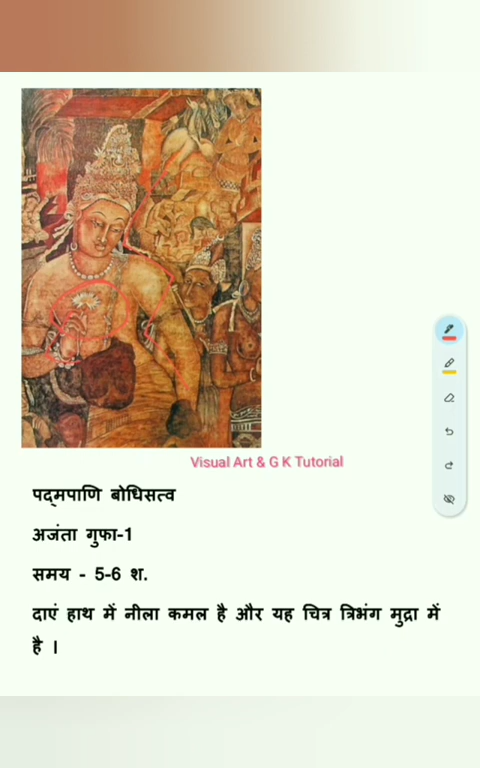 Visual Art & G K Tutorial
पद्मपाणि बोधिसत्व
अजंता गुफा-1
समय - 5-6 श.
दाएं हाथ में नीला कमल है और यह चित्र त्रिभंग मुद्रा में
है ।